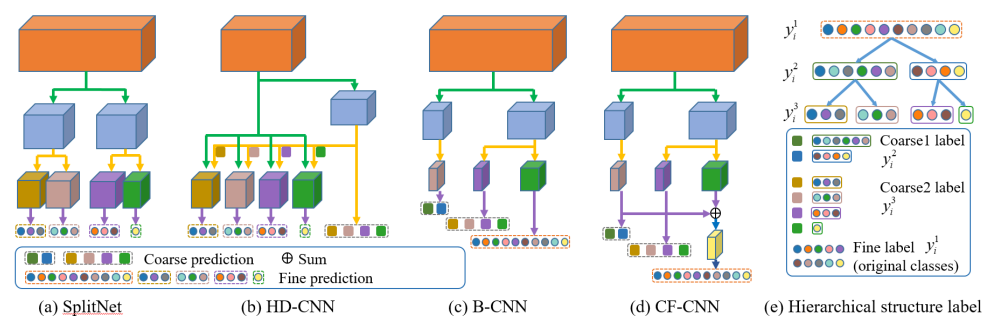 y_i^1
y_i^2
y_i^3
Coarse1 label
y_i^2
Coarse2 label
y_i^3
Fine label y_i^1
(original classes)
Coarse prediction ⊕ Sum
Fine prediction
(a) SplitNet
(b) HD-CNN
(c) B-CNN
(d) CF-CNN
(e) Hierarchical structure label